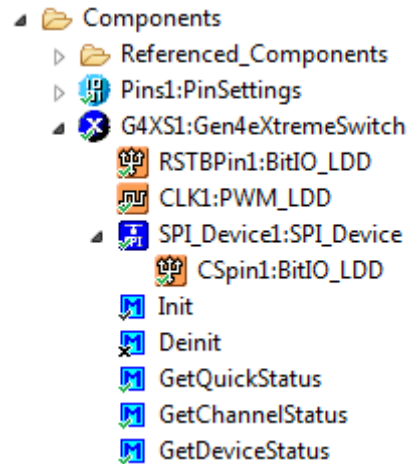 Components
Referenced_Components
Pins1:PinSettings
G4XS1:Gen4eXtremeSwitch
RSTBPin1:BitIO_LDD
CLK1:PWM_LDD
SPI_Device1:SPI_Device
CSpin1:BitIO_LDD
Init
Deinit
GetQuickStatus
GetChannelStatus
GetDeviceStatus